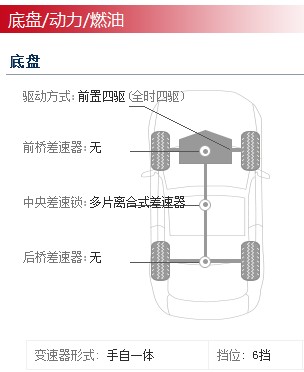 底盘/动力/燃油
底盘
驱动方式: 前置四驱 (全时四驱)
前桥差速器: 无
中央差速锁: 多片离合式差速器
后桥差速器: 无
变速器形式: 手自一体 挡位: 6挡